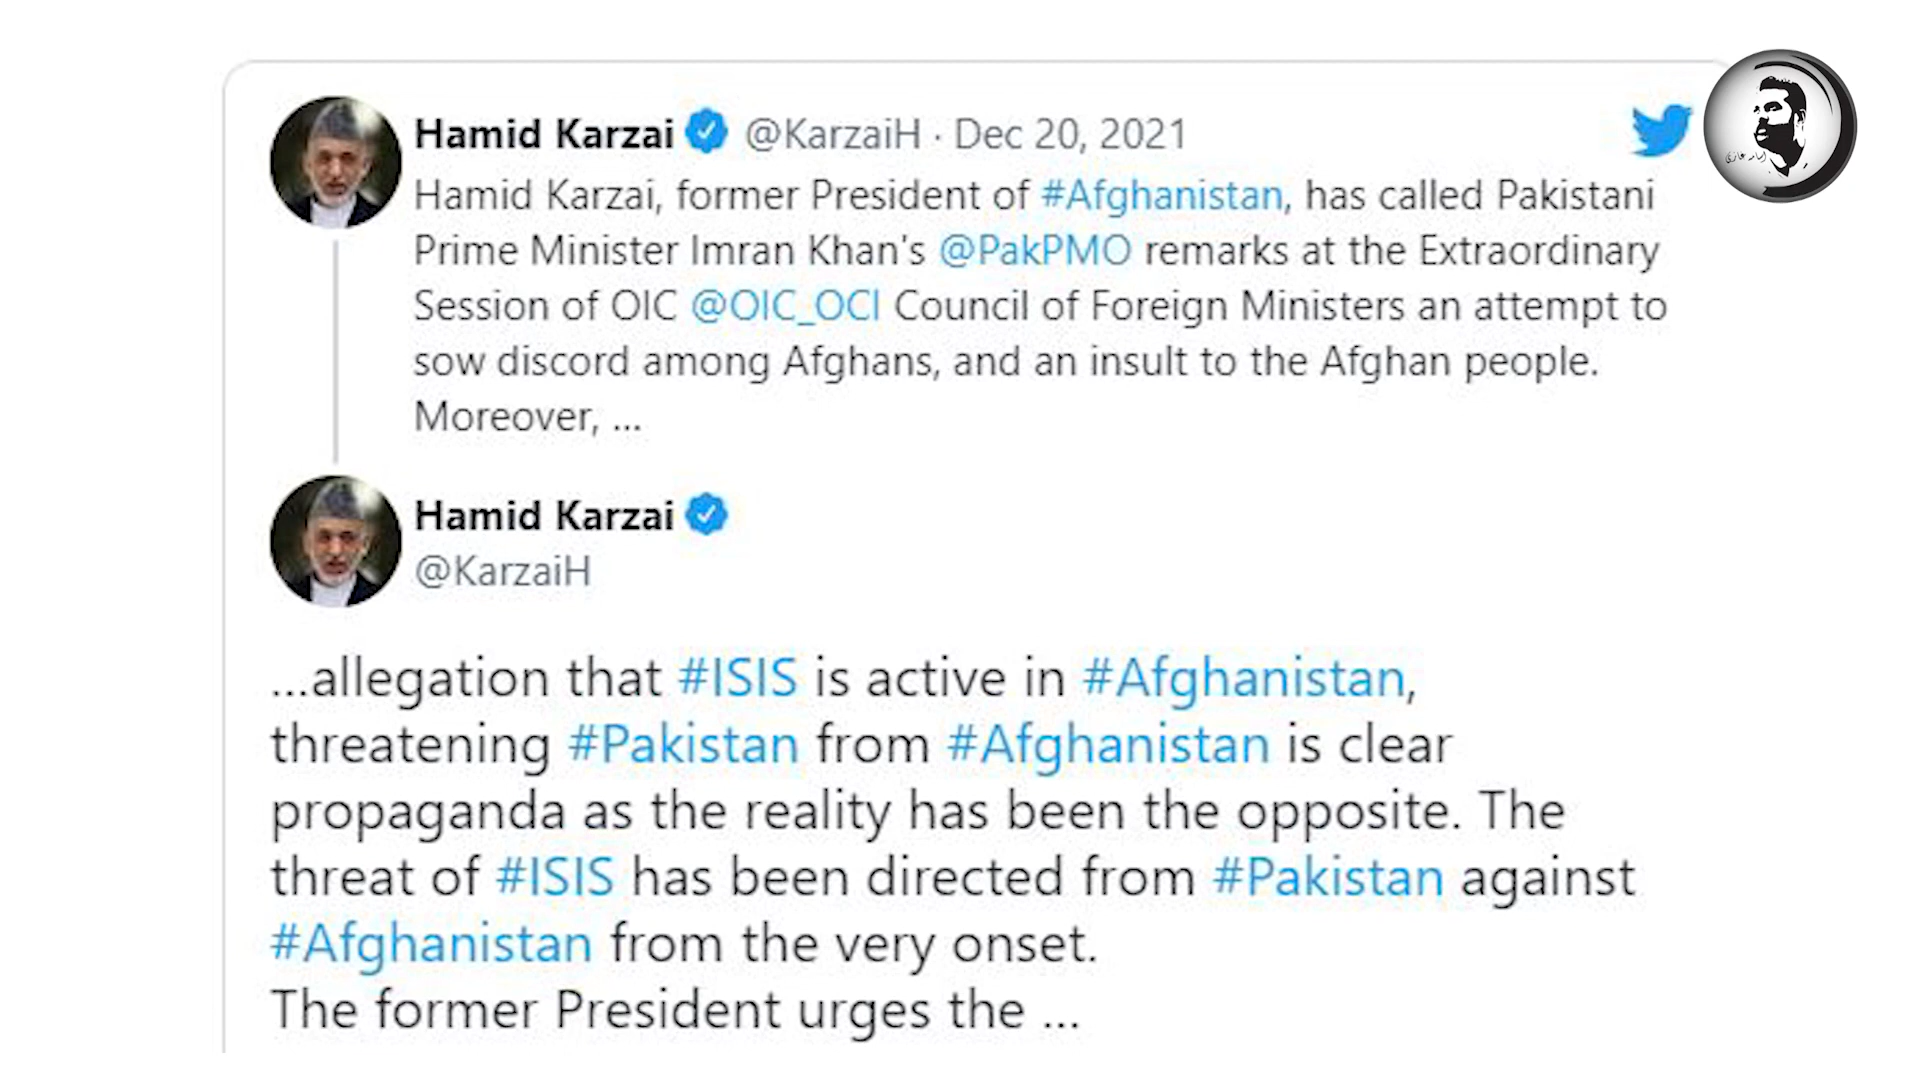 Hamid Karzai @KarzaiH · Dec 20, 2021
Hamid Karzai, former President of #Afghanistan, has called Pakistani
Prime Minister Imran Khan's @PakPMO remarks at the Extraordinary
Session of OIC @OIC_OCI Council of Foreign Ministers an attempt to
sow discord among Afghans, and an insult to the Afghan people.
Moreover, ...
Hamid Karzai
@KarzaiH
...allegation that #ISIS is active in #Afghanistan,
threatening #Pakistan from #Afghanistan is clear
propaganda as the reality has been the opposite. The
threat of #ISIS has been directed from #Pakistan against
#Afghanistan from the very onset.
The former President urges the ...